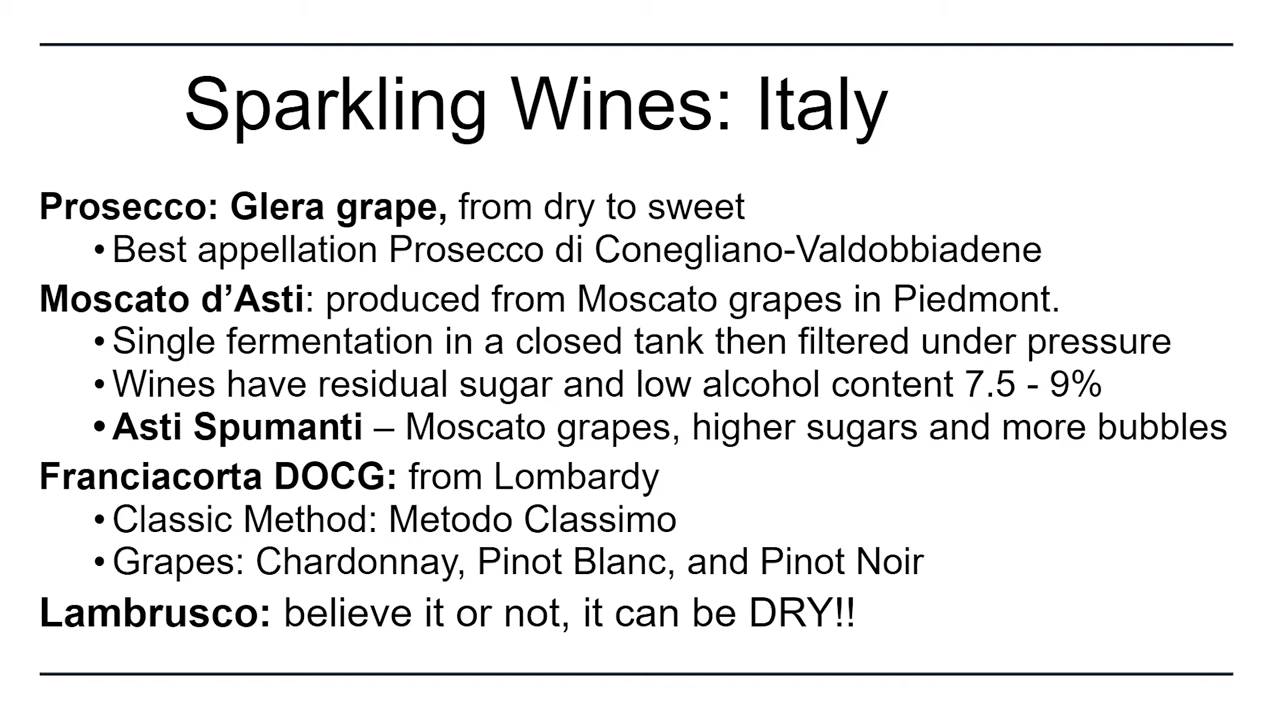 Sparkling Wines: Italy
Prosecco: Glera grape, from dry to sweet
• Best appellation Prosecco di Conegliano-Valdobbiadene
Moscato d’Asti: produced from Moscato grapes in Piedmont.
• Single fermentation in a closed tank then filtered under pressure
• Wines have residual sugar and low alcohol content 7.5 - 9%
• Asti Spumanti – Moscato grapes, higher sugars and more bubbles
Franciacorta DOCG: from Lombardy
• Classic Method: Metodo Classimo
• Grapes: Chardonnay, Pinot Blanc, and Pinot Noir
Lambrusco: believe it or not, it can be DRY!!